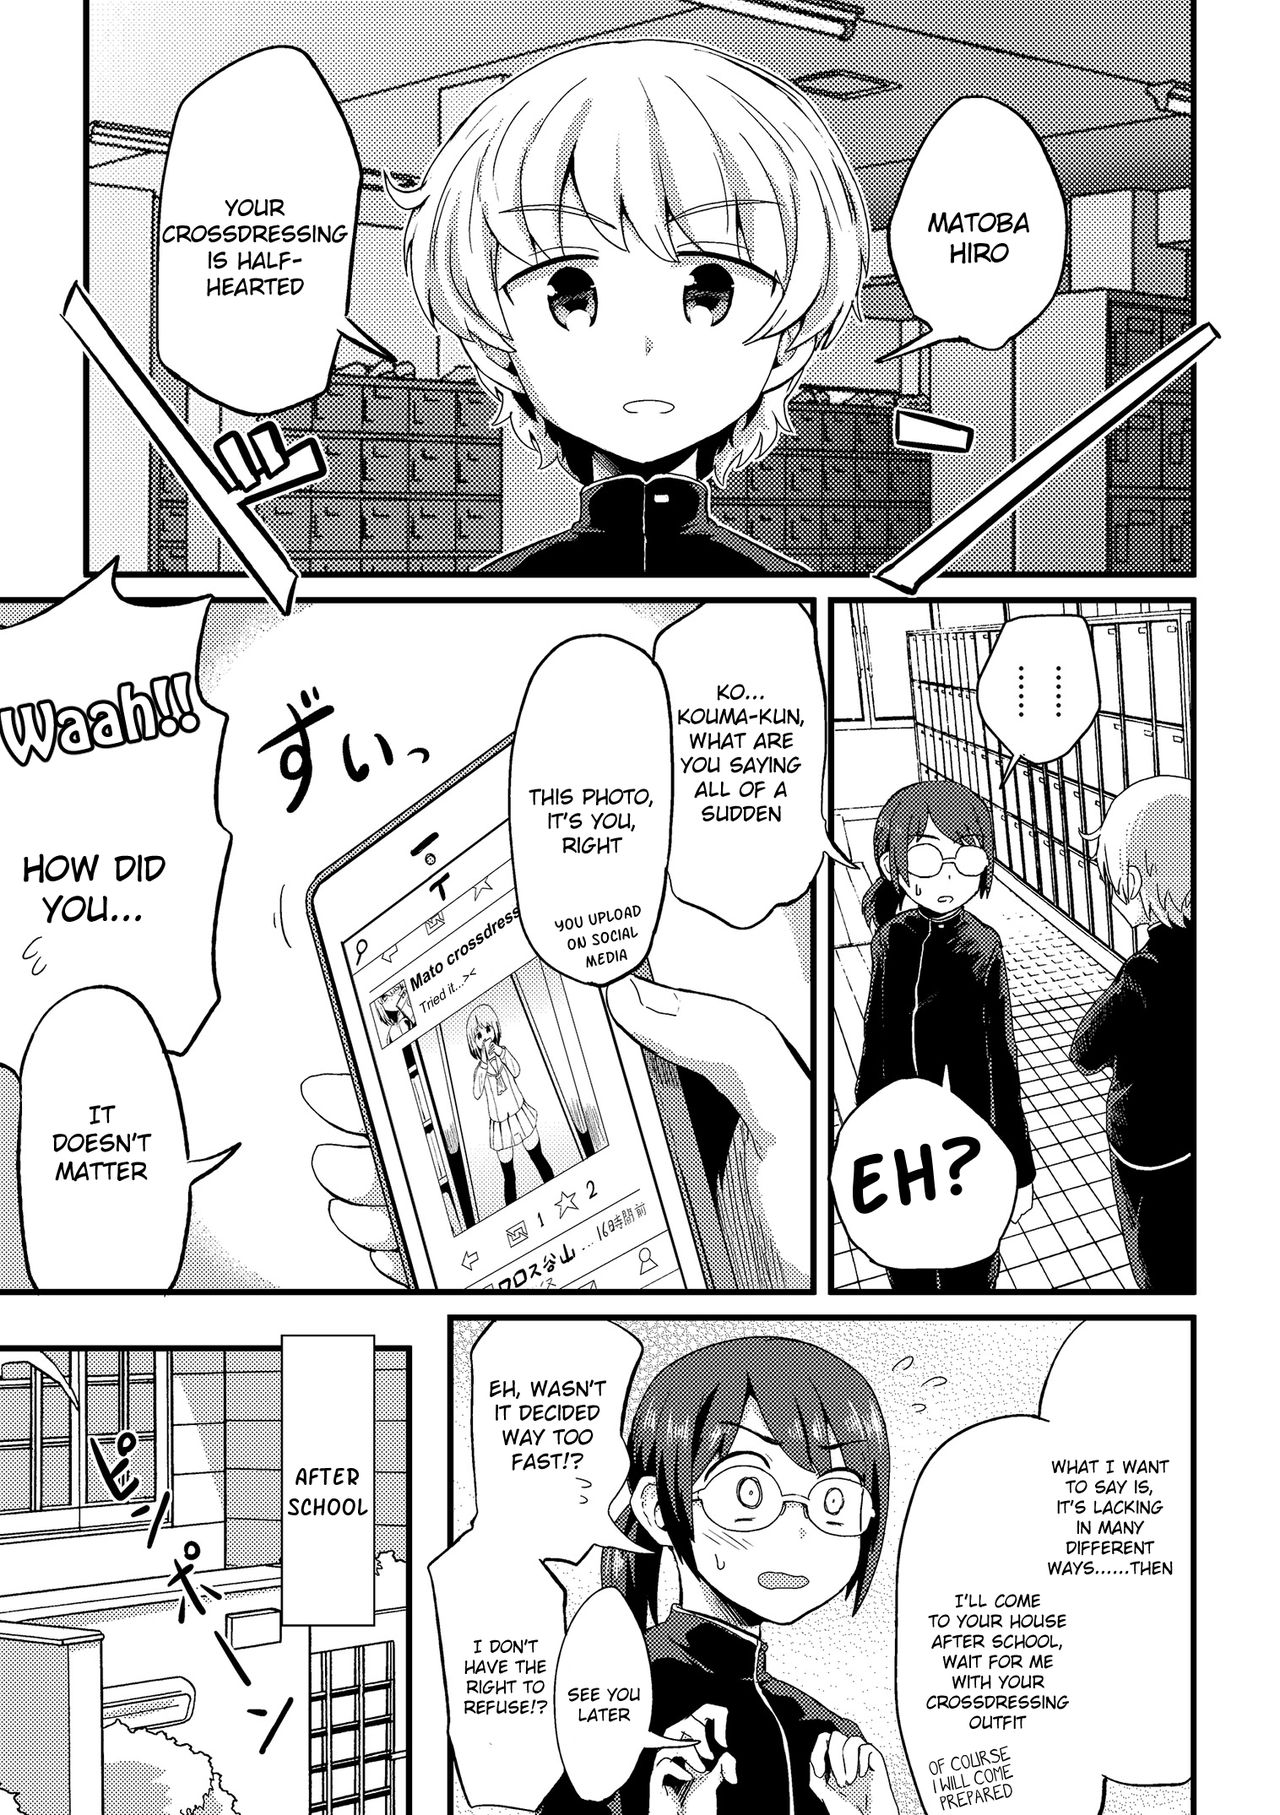 MATOBA
HIRO
YOUR
CROSSDRESSING
IS HALF-
HEARTED
ドン
EH?
KO...
KOUMA-KUN,
WHAT ARE
YOU SAYING
ALL OF A
SUDDEN
THIS PHOTO,
IT'S YOU,
RIGHT
YOU UPLOAD
ON SOCIAL
MEDIA
ずいっ
Mato crossdress
Tried it...><
1
2
16時間前
Waah!!
HOW DID
YOU...
IT
DOESN'T
MATTER
WHAT I WANT
TO SAY IS,
IT'S LACKING
IN MANY
DIFFERENT
WAYS......THEN
I'LL COME
TO YOUR HOUSE
AFTER SCHOOL,
WAIT FOR ME
WITH YOUR
CROSSDRESSING
OUTFIT
OF COURSE
I WILL COME
PREPARED
EH, WASN'T
IT DECIDED
WAY TOO
FAST!?
I DON'T
HAVE THE
RIGHT TO
REFUSE!?
SEE YOU
LATER
AFTER
SCHOOL
ピンポーン